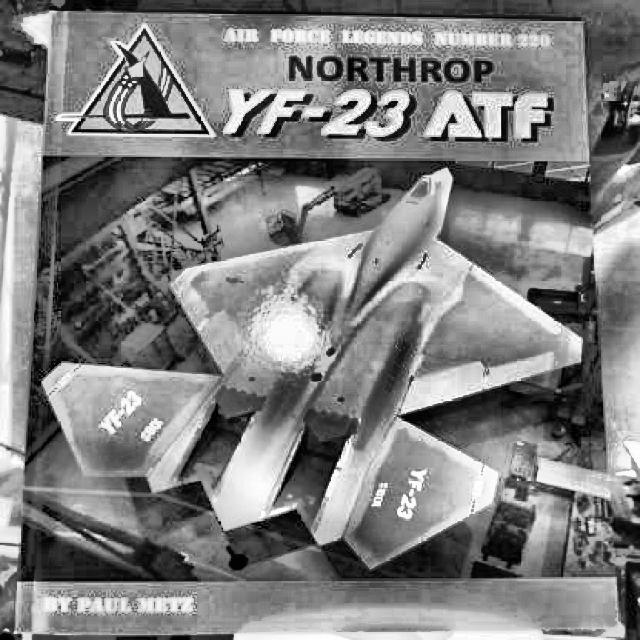 AIR FORCE LEGENDS NUMBER 220
NORTHROP
YF-23 ATF
YF-23
YF-23
BY PAUL METZ